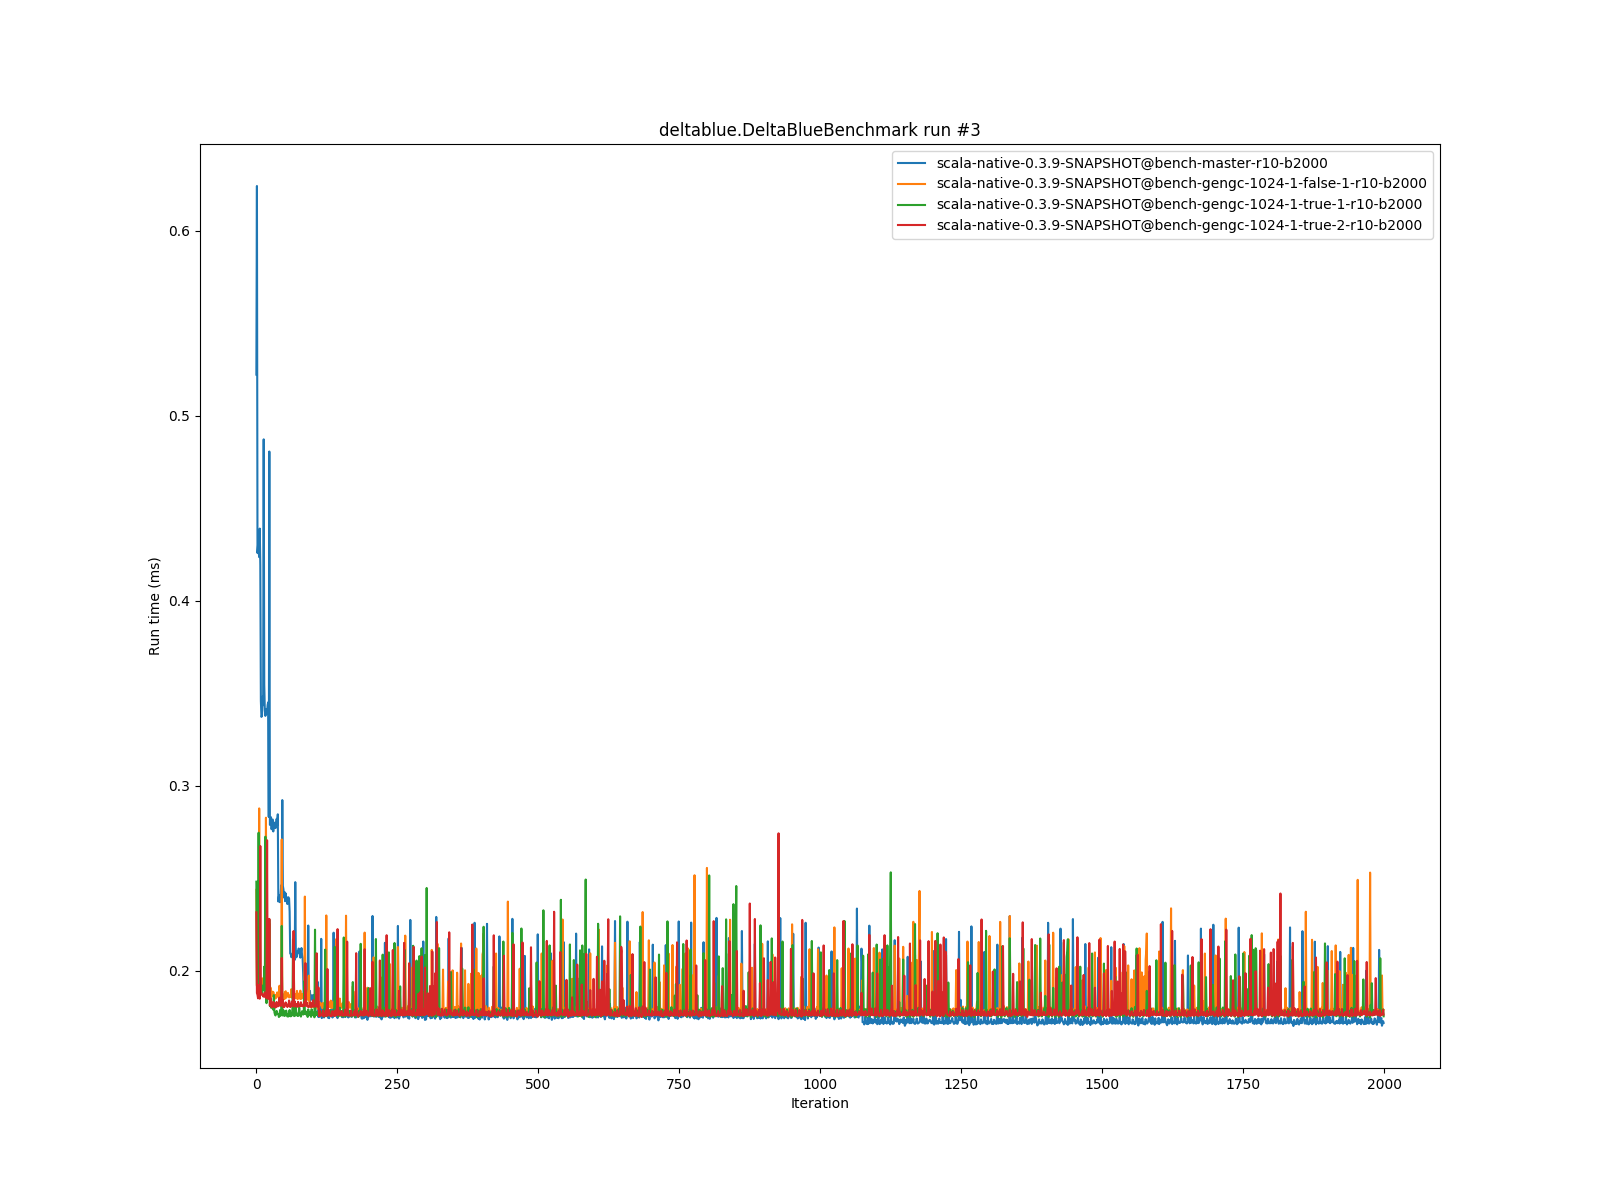 deltablue.DeltaBlueBenchmark run #3
scala-native-0.3.9-SNAPSHOT@bench-master-r10-b2000
scala-native-0.3.9-SNAPSHOT@bench-gengc-1024-1-false-1-r10-b2000
scala-native-0.3.9-SNAPSHOT@bench-gengc-1024-1-true-1-r10-b2000
scala-native-0.3.9-SNAPSHOT@bench-gengc-1024-1-true-2-r10-b2000
0.6
0.5
0.4
0.3
0.2
Run time (ms)
0 250 500 750 1000 1250 1500 1750 2000
Iteration